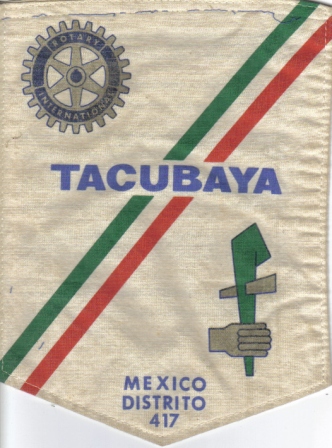 ROTARY
INTERNATIONAL
TACUBAYA
MEXICO
DISTRITO
417